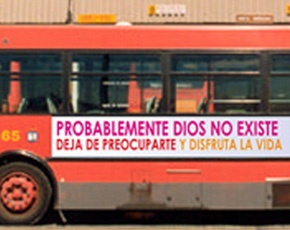 PROBABLEMENTE DIOS NO EXISTE
DEJA DE PREOCUPARTE Y DISFRUTA LA VIDA
65